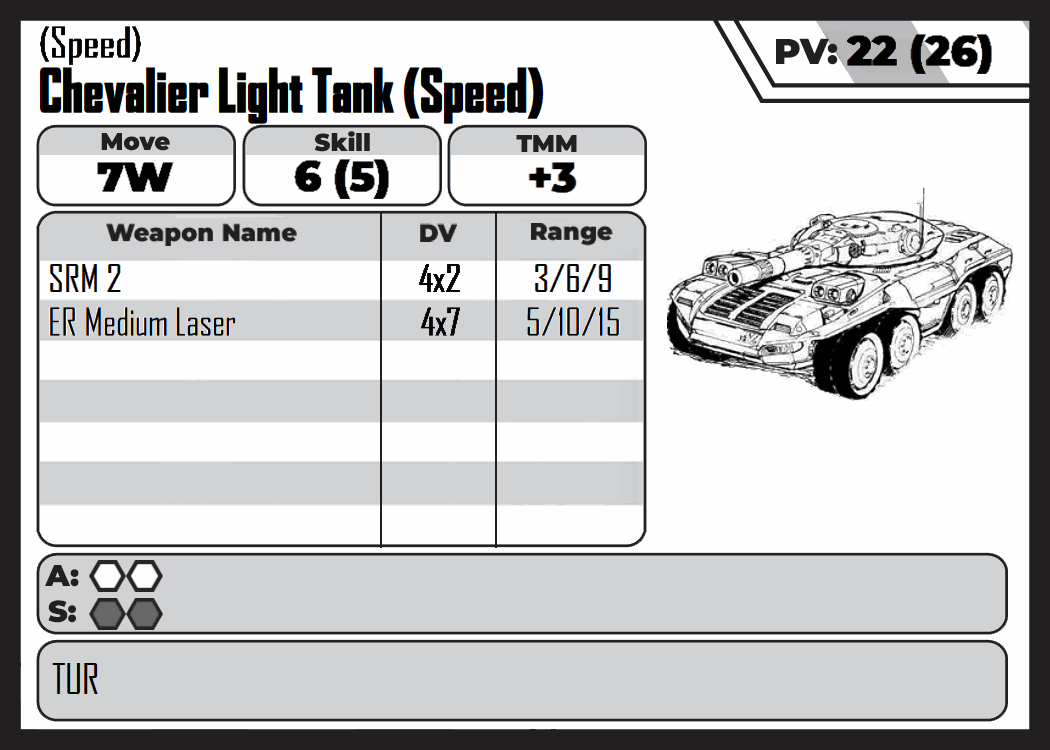 (Speed)
Chevalier Light Tank (Speed)
PV: 22 (26)
Move Skill TMM
7W 6 (5) +3
Weapon Name DV Range
SRM 2 4x2 3/6/9
ER Medium Laser 4x7 5/10/15
A:
S:
TUR